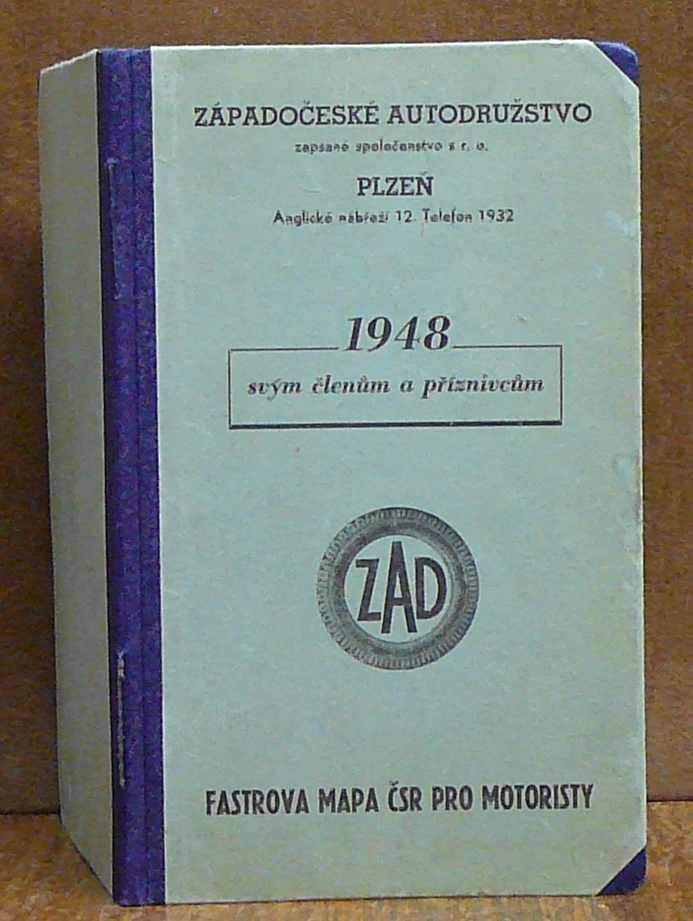 ZÁPADOČESKÉ AUTODRUŽSTVO
zapsané společenstvo s r. o.
PLZEŇ
Anglické nábřeží 12. Telefon 1932
1948
svým členům a příznivcům
ZAD
FASTROVA MAPA ČSR PRO MOTORISTY